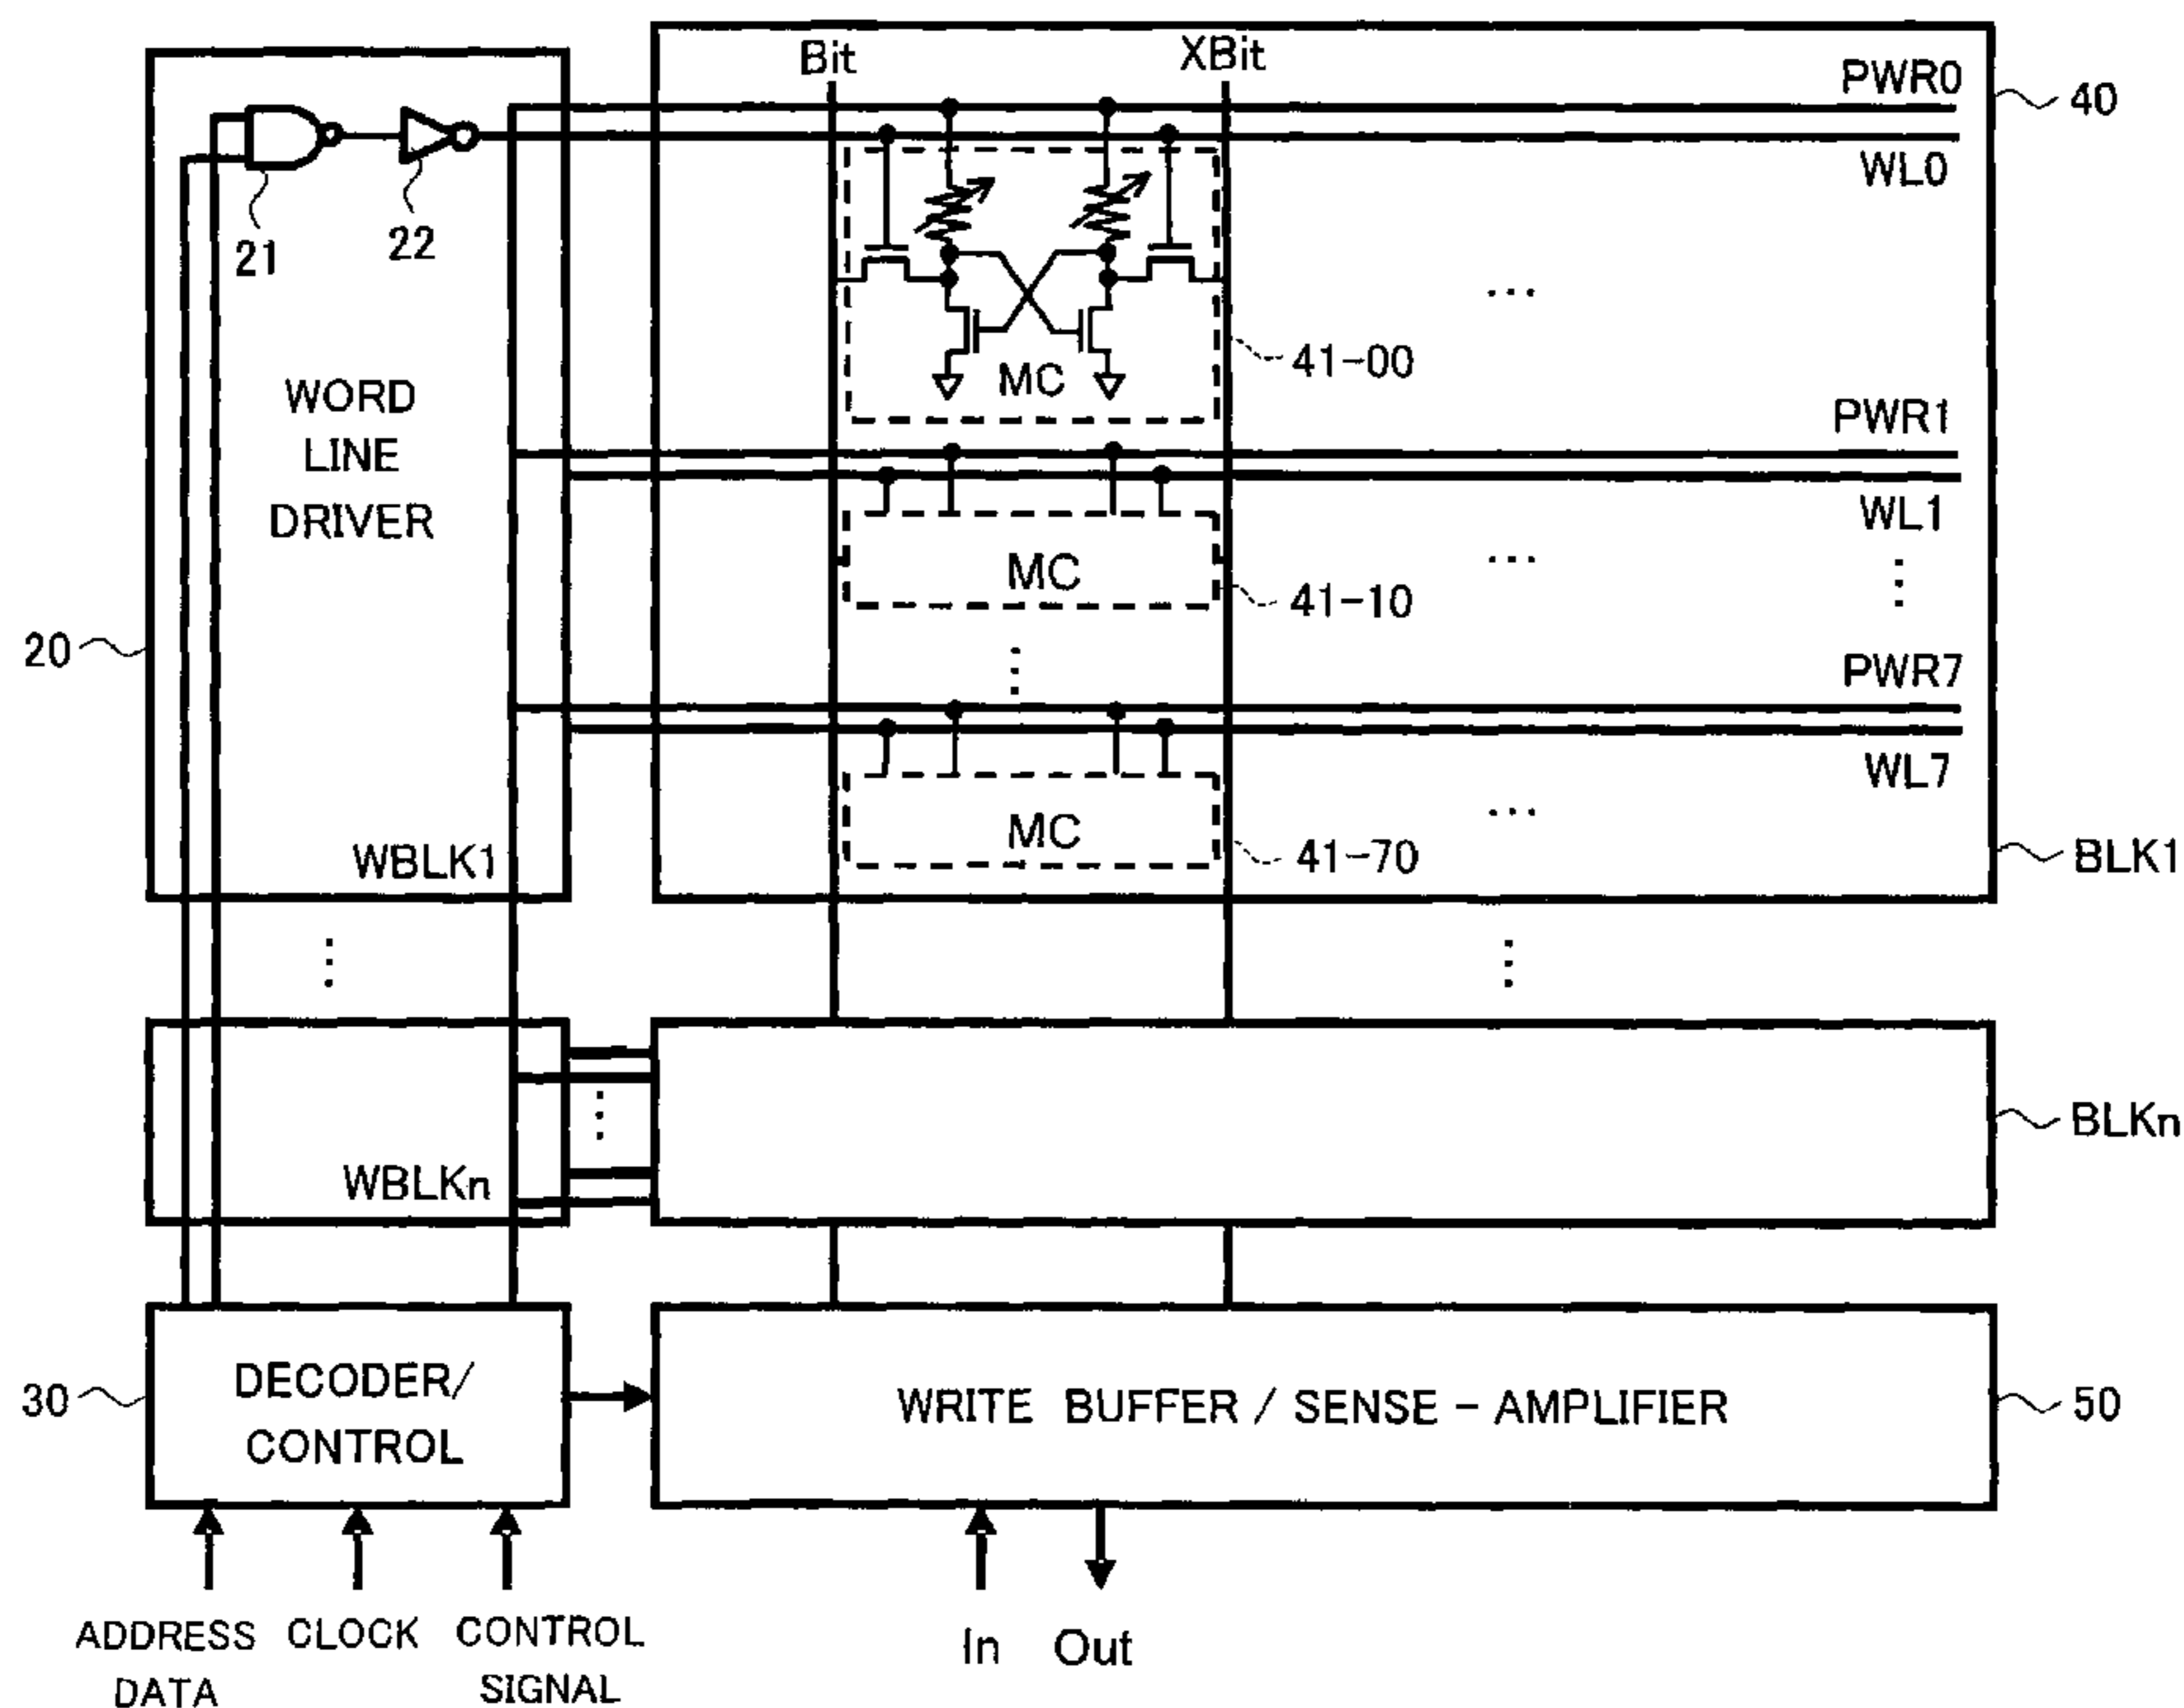 Bit
XBit
PWR0
40
WL0
21
22
41-00
MC
WORD
LINE
DRIVER
PWR1
WL1
...
MC
...
41-10
20
PWR7
WL7
MC
...
41-70
WBLK1
BLK1
BLKn
WBLKn
30
DECODER/
CONTROL
WRITE BUFFER / SENSE - AMPLIFIER
50
ADDRESS
DATA
CLOCK
CONTROL
SIGNAL
In
Out